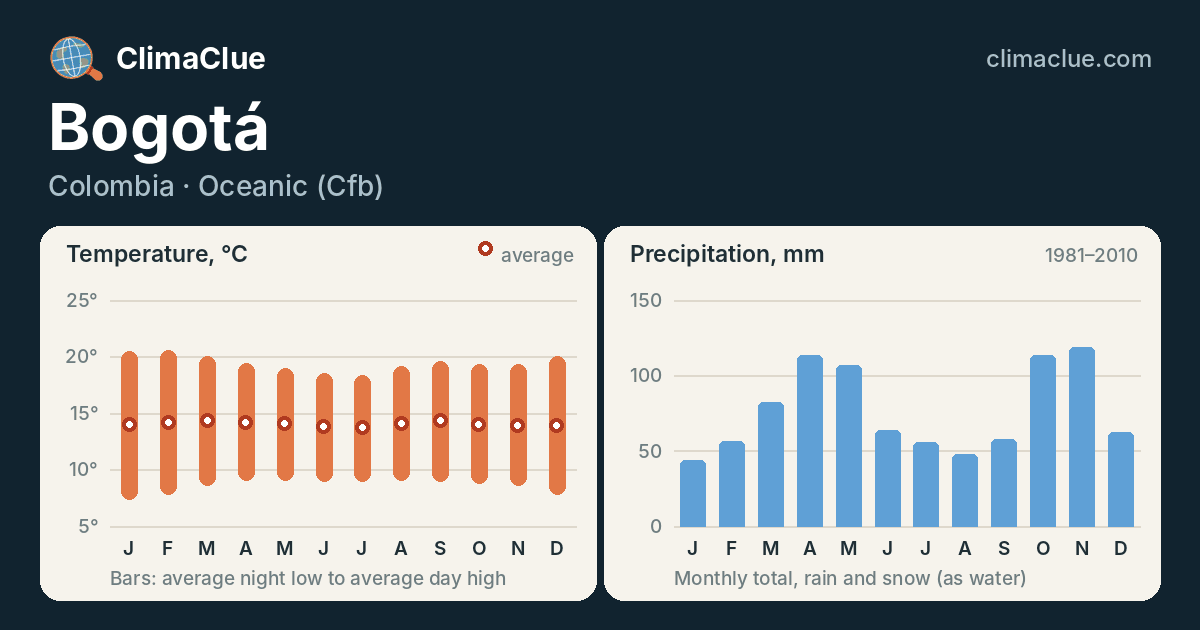 ClimaClue
climaclue.com
Bogotá
Colombia · Oceanic (Cfb)
Temperature, °C
average
25°
20°
15°
10°
5°
J F M A M J J A S O N D
Bars: average night low to average day high
Precipitation, mm
1981–2010
150
100
50
0
J F M A M J J A S O N D
Monthly total, rain and snow (as water)